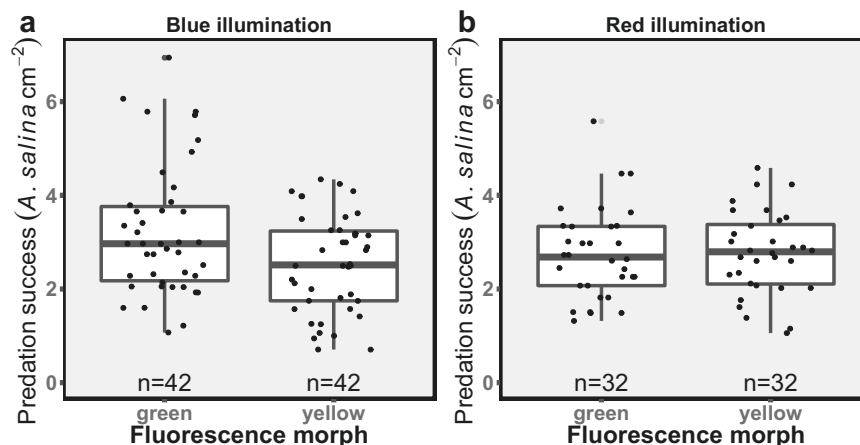 a Blue illumination
Predation success (A. salina cm−2)
6
4
2
0
n=42 n=42
green yellow
Fluorescence morph
b Red illumination
Predation success (A. salina cm−2)
6
4
2
0
n=32 n=32
green yellow
Fluorescence morph